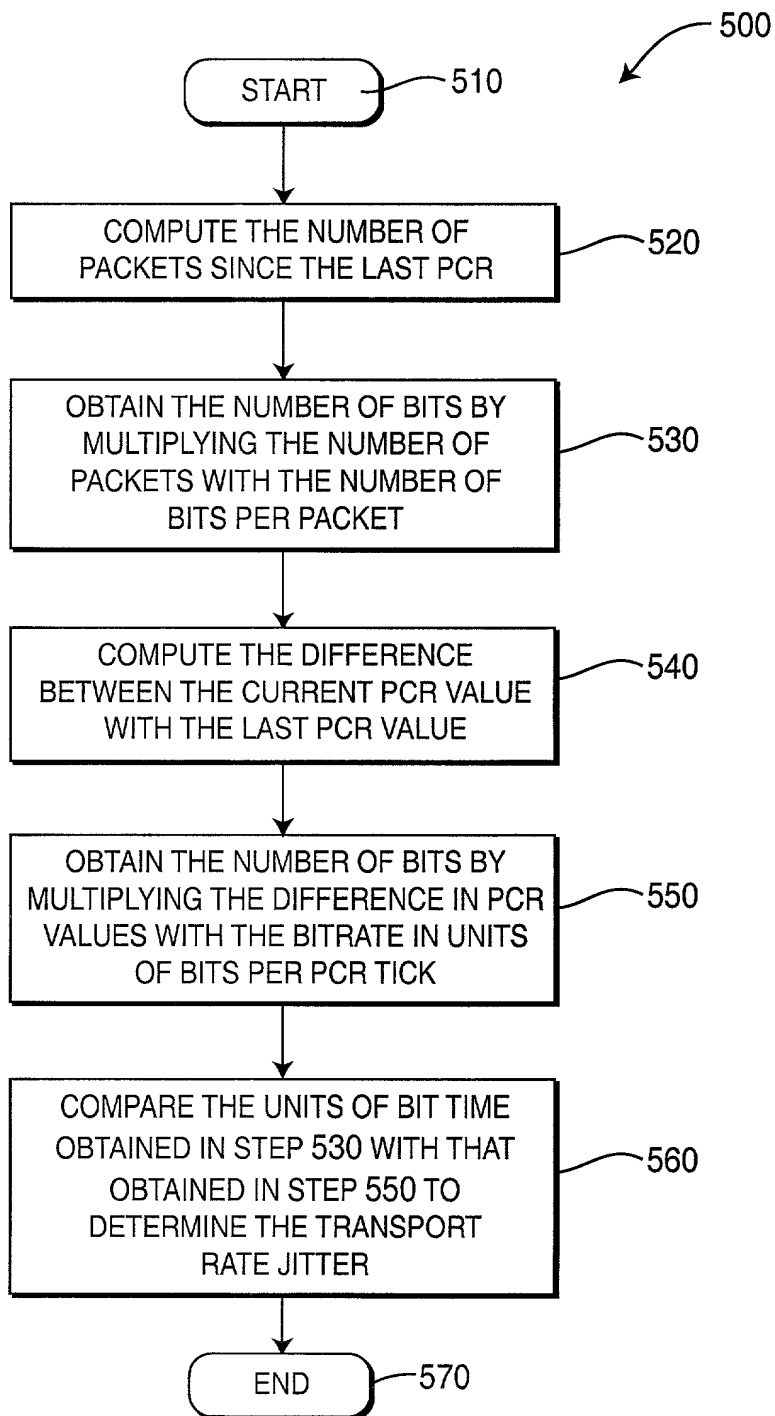 500
START
510
COMPUTE THE NUMBER OF
PACKETS SINCE THE LAST PCR
520
OBTAIN THE NUMBER OF BITS BY
MULTIPLYING THE NUMBER OF
PACKETS WITH THE NUMBER OF
BITS PER PACKET
530
COMPUTE THE DIFFERENCE
BETWEEN THE CURRENT PCR VALUE
WITH THE LAST PCR VALUE
540
OBTAIN THE NUMBER OF BITS BY
MULTIPLYING THE DIFFERENCE IN PCR
VALUES WITH THE BITRATE IN UNITS
OF BITS PER PCR TICK
550
COMPARE THE UNITS OF BIT TIME
OBTAINED IN STEP 530 WITH THAT
OBTAINED IN STEP 550 TO
DETERMINE THE TRANSPORT
RATE JITTER
560
END
570